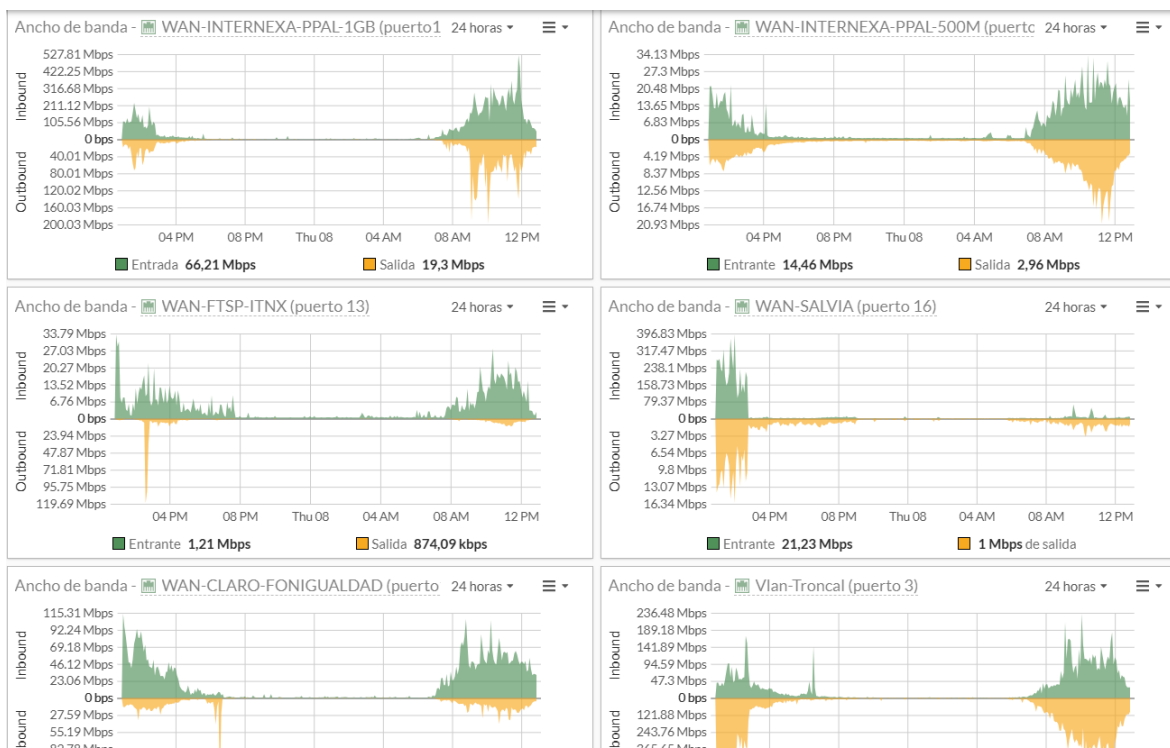 Ancho de banda - WAN-INTERNEXA-PPAL-1GB (puerto1 24 horas
527.81 Mbps
422.25 Mbps
316.68 Mbps
211.12 Mbps
105.56 Mbps
0 bps
40.01 Mbps
80.01 Mbps
120.02 Mbps
160.03 Mbps
200.03 Mbps
Inbound
Outbound
04 PM 08 PM Thu 08 04 AM 08 AM 12 PM
Entrada 66,21 Mbps Salida 19,3 Mbps
Ancho de banda - WAN-INTERNEXA-PPAL-500M (puertc 24 horas
34.13 Mbps
27.3 Mbps
20.48 Mbps
13.65 Mbps
6.83 Mbps
0 bps
4.19 Mbps
8.37 Mbps
12.56 Mbps
16.74 Mbps
20.93 Mbps
Inbound
Outbound
04 PM 08 PM Thu 08 04 AM 08 AM 12 PM
Entrante 14,46 Mbps Salida 2,96 Mbps
Ancho de banda - WAN-FTSP-ITNX (puerto 13) 24 horas
33.79 Mbps
27.03 Mbps
20.27 Mbps
13.52 Mbps
6.76 Mbps
0 bps
23.94 Mbps
47.87 Mbps
71.81 Mbps
95.75 Mbps
119.69 Mbps
Inbound
Outbound
04 PM 08 PM Thu 08 04 AM 08 AM 12 PM
Entrante 1,21 Mbps Salida 874,09 kbps
Ancho de banda - WAN-SALVIA (puerto 16) 24 horas
396.83 Mbps
317.47 Mbps
238.1 Mbps
158.73 Mbps
79.37 Mbps
0 bps
3.27 Mbps
6.54 Mbps
9.8 Mbps
13.07 Mbps
16.34 Mbps
Inbound
Outbound
04 PM 08 PM Thu 08 04 AM 08 AM 12 PM
Entrante 21,23 Mbps 1 Mbps de salida
Ancho de banda - WAN-CLARO-FONIGUALDAD (puerto 24 horas
115.31 Mbps
92.24 Mbps
69.18 Mbps
46.12 Mbps
23.06 Mbps
0 bps
27.59 Mbps
55.19 Mbps
82.78 Mbps
Inbound
Ancho de banda - Vlan-Troncal (puerto 3) 24 horas
236.48 Mbps
189.18 Mbps
141.89 Mbps
94.59 Mbps
47.3 Mbps
0 bps
121.88 Mbps
243.76 Mbps
365.65 Mbps
Inbound